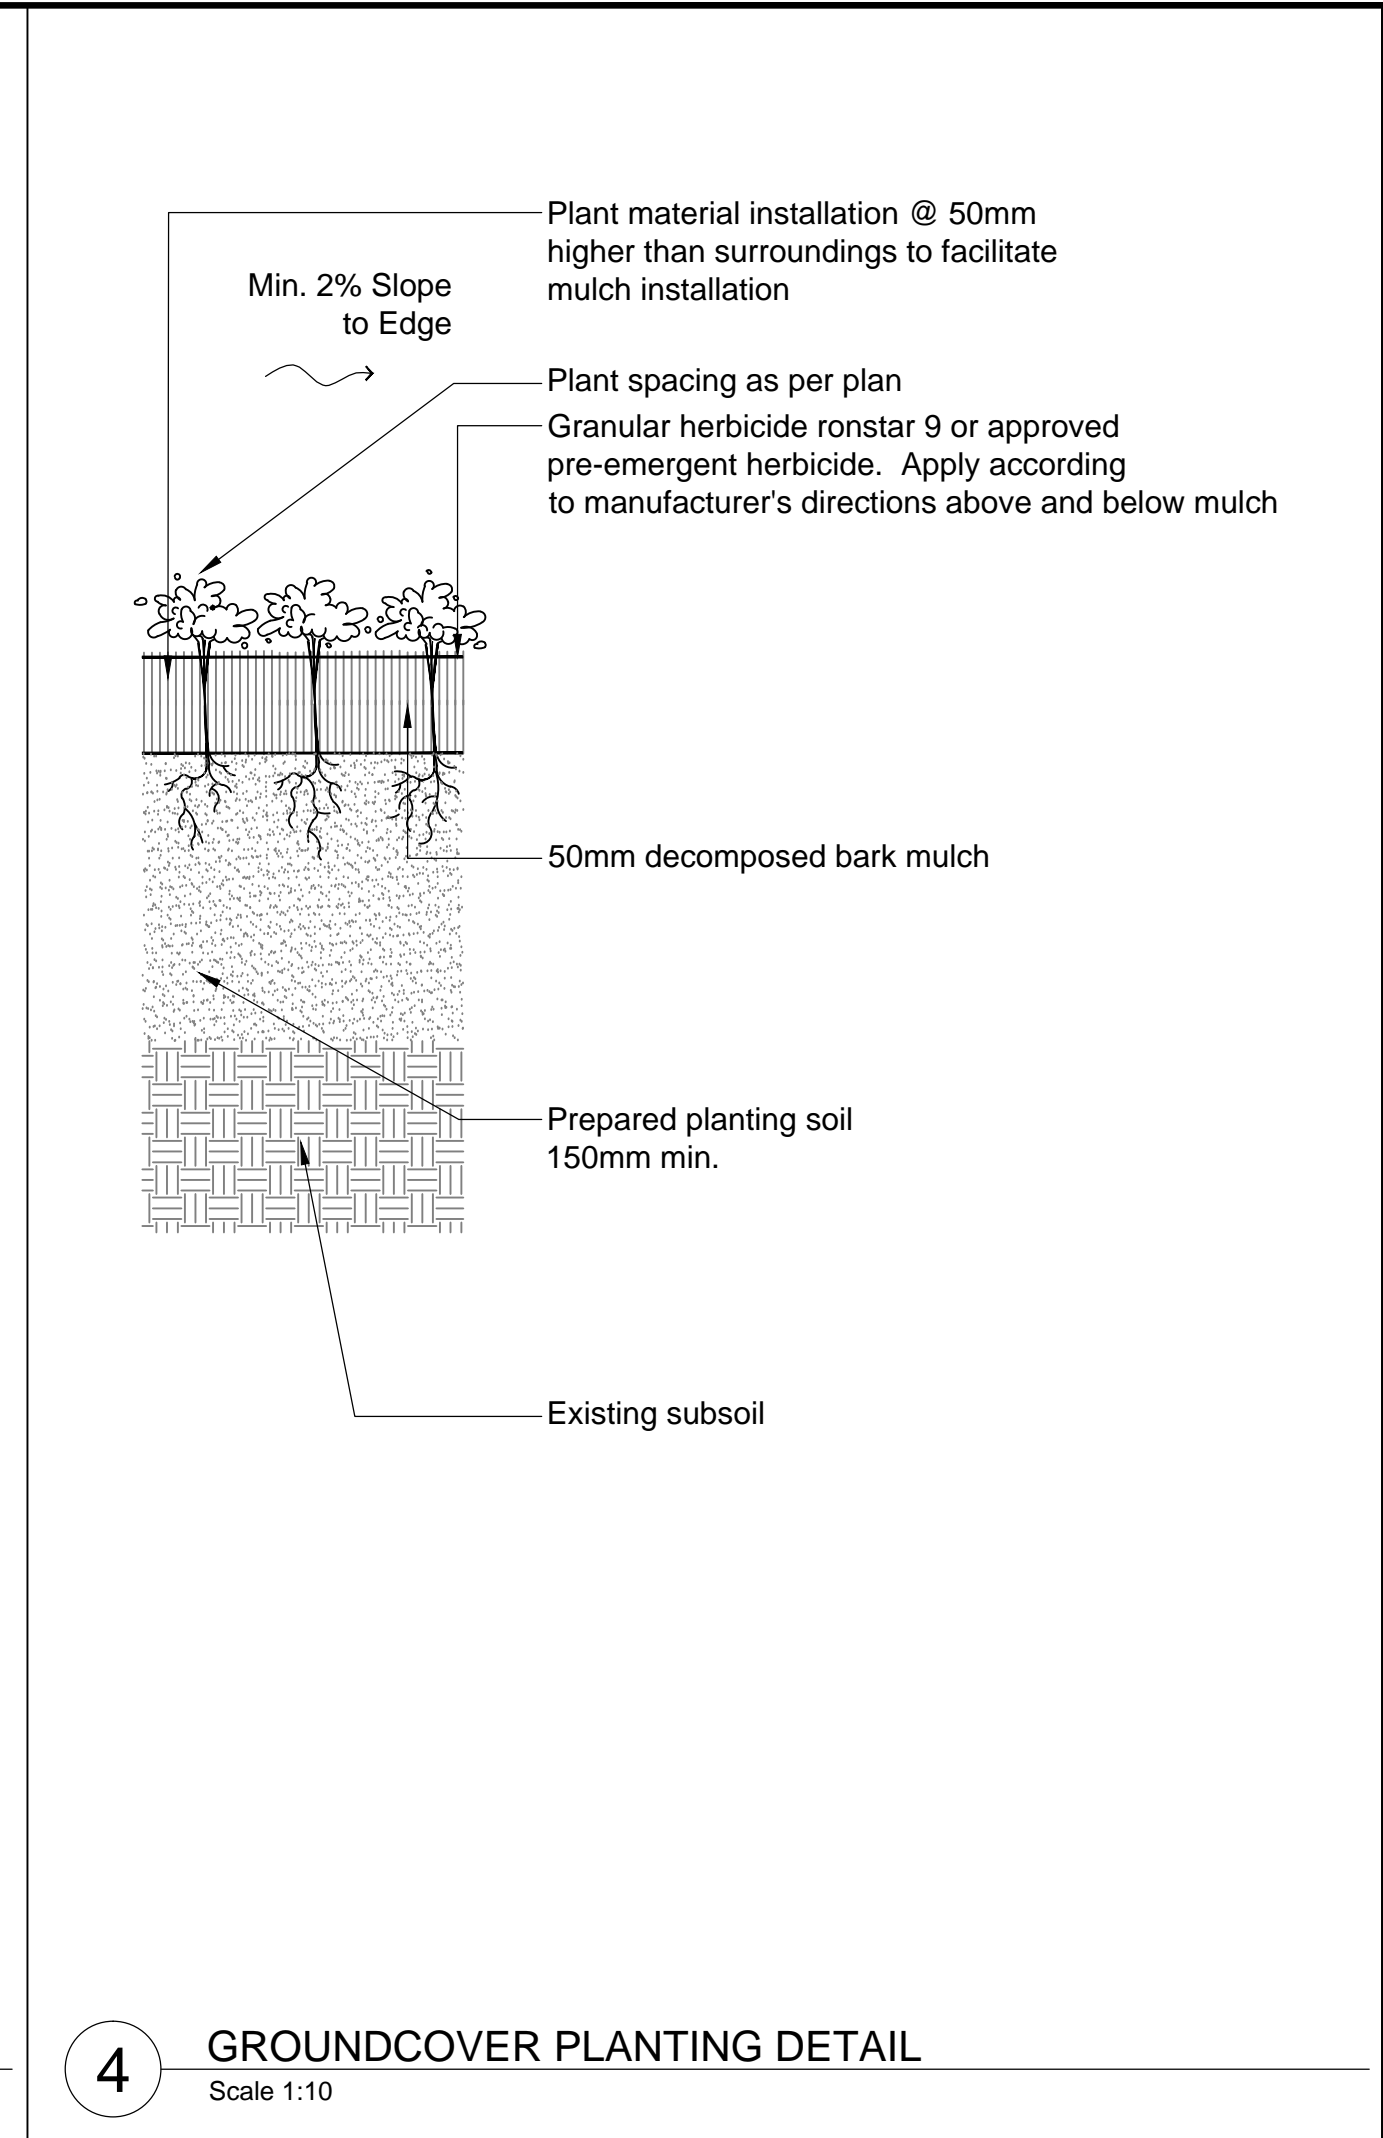 Plant material installation @ 50mm
higher than surroundings to facilitate
mulch installation
Min. 2% Slope
to Edge
Plant spacing as per plan
Granular herbicide ronstar 9 or approved
pre-emergent herbicide.  Apply according
to manufacturer's directions above and below mulch
50mm decomposed bark mulch
Prepared planting soil
150mm min.
Existing subsoil
4
GROUNDCOVER PLANTING DETAIL
Scale 1:10